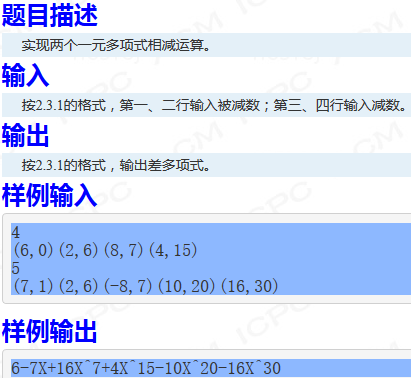 题目描述
实现两个一元多项式相减运算。
输入
按2.3.1的格式，第一、二行输入被减数；第三、四行输入减数。
输出
按2.3.1的格式，输出差多项式。
样例输入
4
(6,0)(2,6)(8,7)(4,15)
5
(7,1)(2,6)(-8,7)(10,20)(16,30)
样例输出
6-7X+16X^7+4X^15-10X^20-16X^30